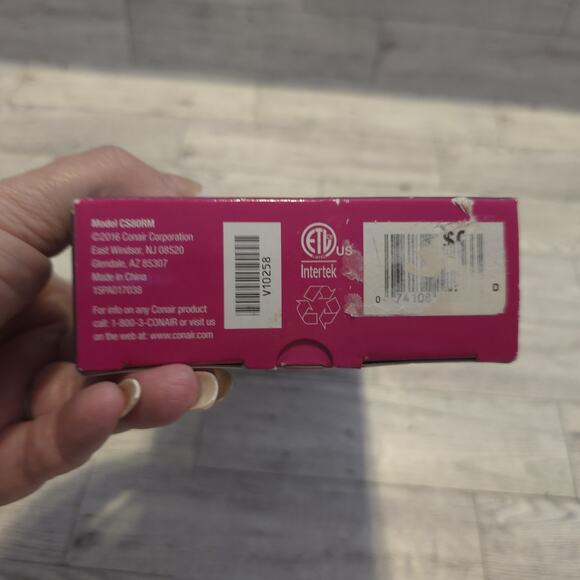 Model CS80RM
©2016 Conair Corporation
East Windsor, NJ 08520
Glendale, AZ 85307
Made in China
15PA017038
For info on any Conair product
call: 1-800-3-CONAIR or visit us
on the web at: www.conair.com
V10258
ETL
US
Intertek
D
0 74108